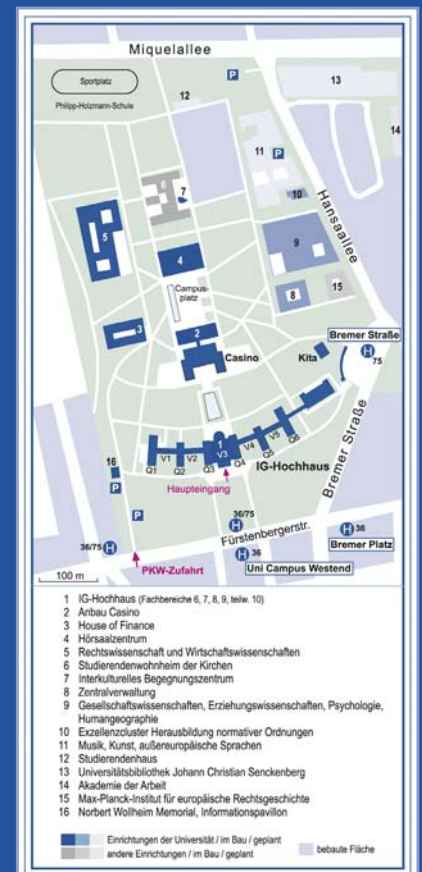 Miquelallee
Sportplatz
Philipp-Holzmann-Schule
P
12
13
14
11
P
Hansaallee
6
7
10
5
9
4
Campus-
platz
8
15
3
2
Casino
Kita
Bremer Straße
H
75
Bremer Straße
1
V1
V2
V3
V4
V5
Q1
Q2
Q3
Q4
Q5
Q6
IG-Hochhaus
16
P
Haupteingang
P
36/75
H
Fürstenbergerstr.
H
36
Bremer Platz
36/75
H
H
36
Uni Campus Westend
100 m
PKW-Zufahrt
1 IG-Hochhaus (Fachbereiche 6, 7, 8, 9, teilw. 10)
2 Anbau Casino
3 House of Finance
4 Hörsaalzentrum
5 Rechtswissenschaft und Wirtschaftswissenschaften
6 Studierendenwohnheim der Kirchen
7 Interkulturelles Begegnungszentrum
8 Zentralverwaltung
9 Gesellschaftswissenschaften, Erziehungswissenschaften, Psychologie,
Humangeographie
10 Exzellenzcluster Herausbildung normativer Ordnungen
11 Musik, Kunst, außereuropäische Sprachen
12 Studierendenhaus
13 Universitätsbibliothek Johann Christian Senckenberg
14 Akademie der Arbeit
15 Max-Planck-Institut für europäische Rechtsgeschichte
16 Norbert Wollheim Memorial, Informationspavillon
Einrichtungen der Universität / im Bau / geplant
andere Einrichtungen / im Bau / geplant
bebaute Fläche